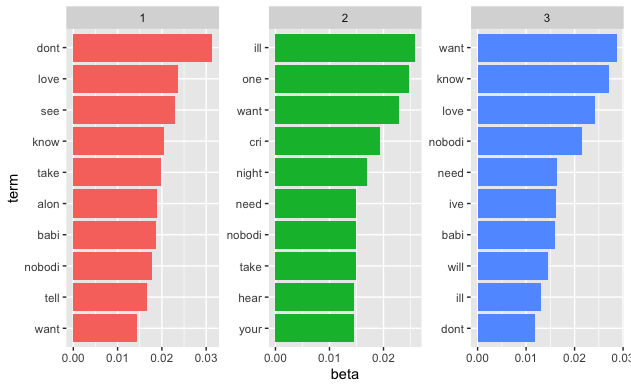 1
2
3
term
dont
love
see
know
take
alon
babi
nobodi
tell
want
ill
one
want
cri
night
need
nobodi
take
hear
your
want
know
love
nobodi
need
ive
babi
will
ill
dont
0.00 0.01 0.02 0.03
0.00 0.01 0.02
0.00 0.01 0.02 0.03
beta